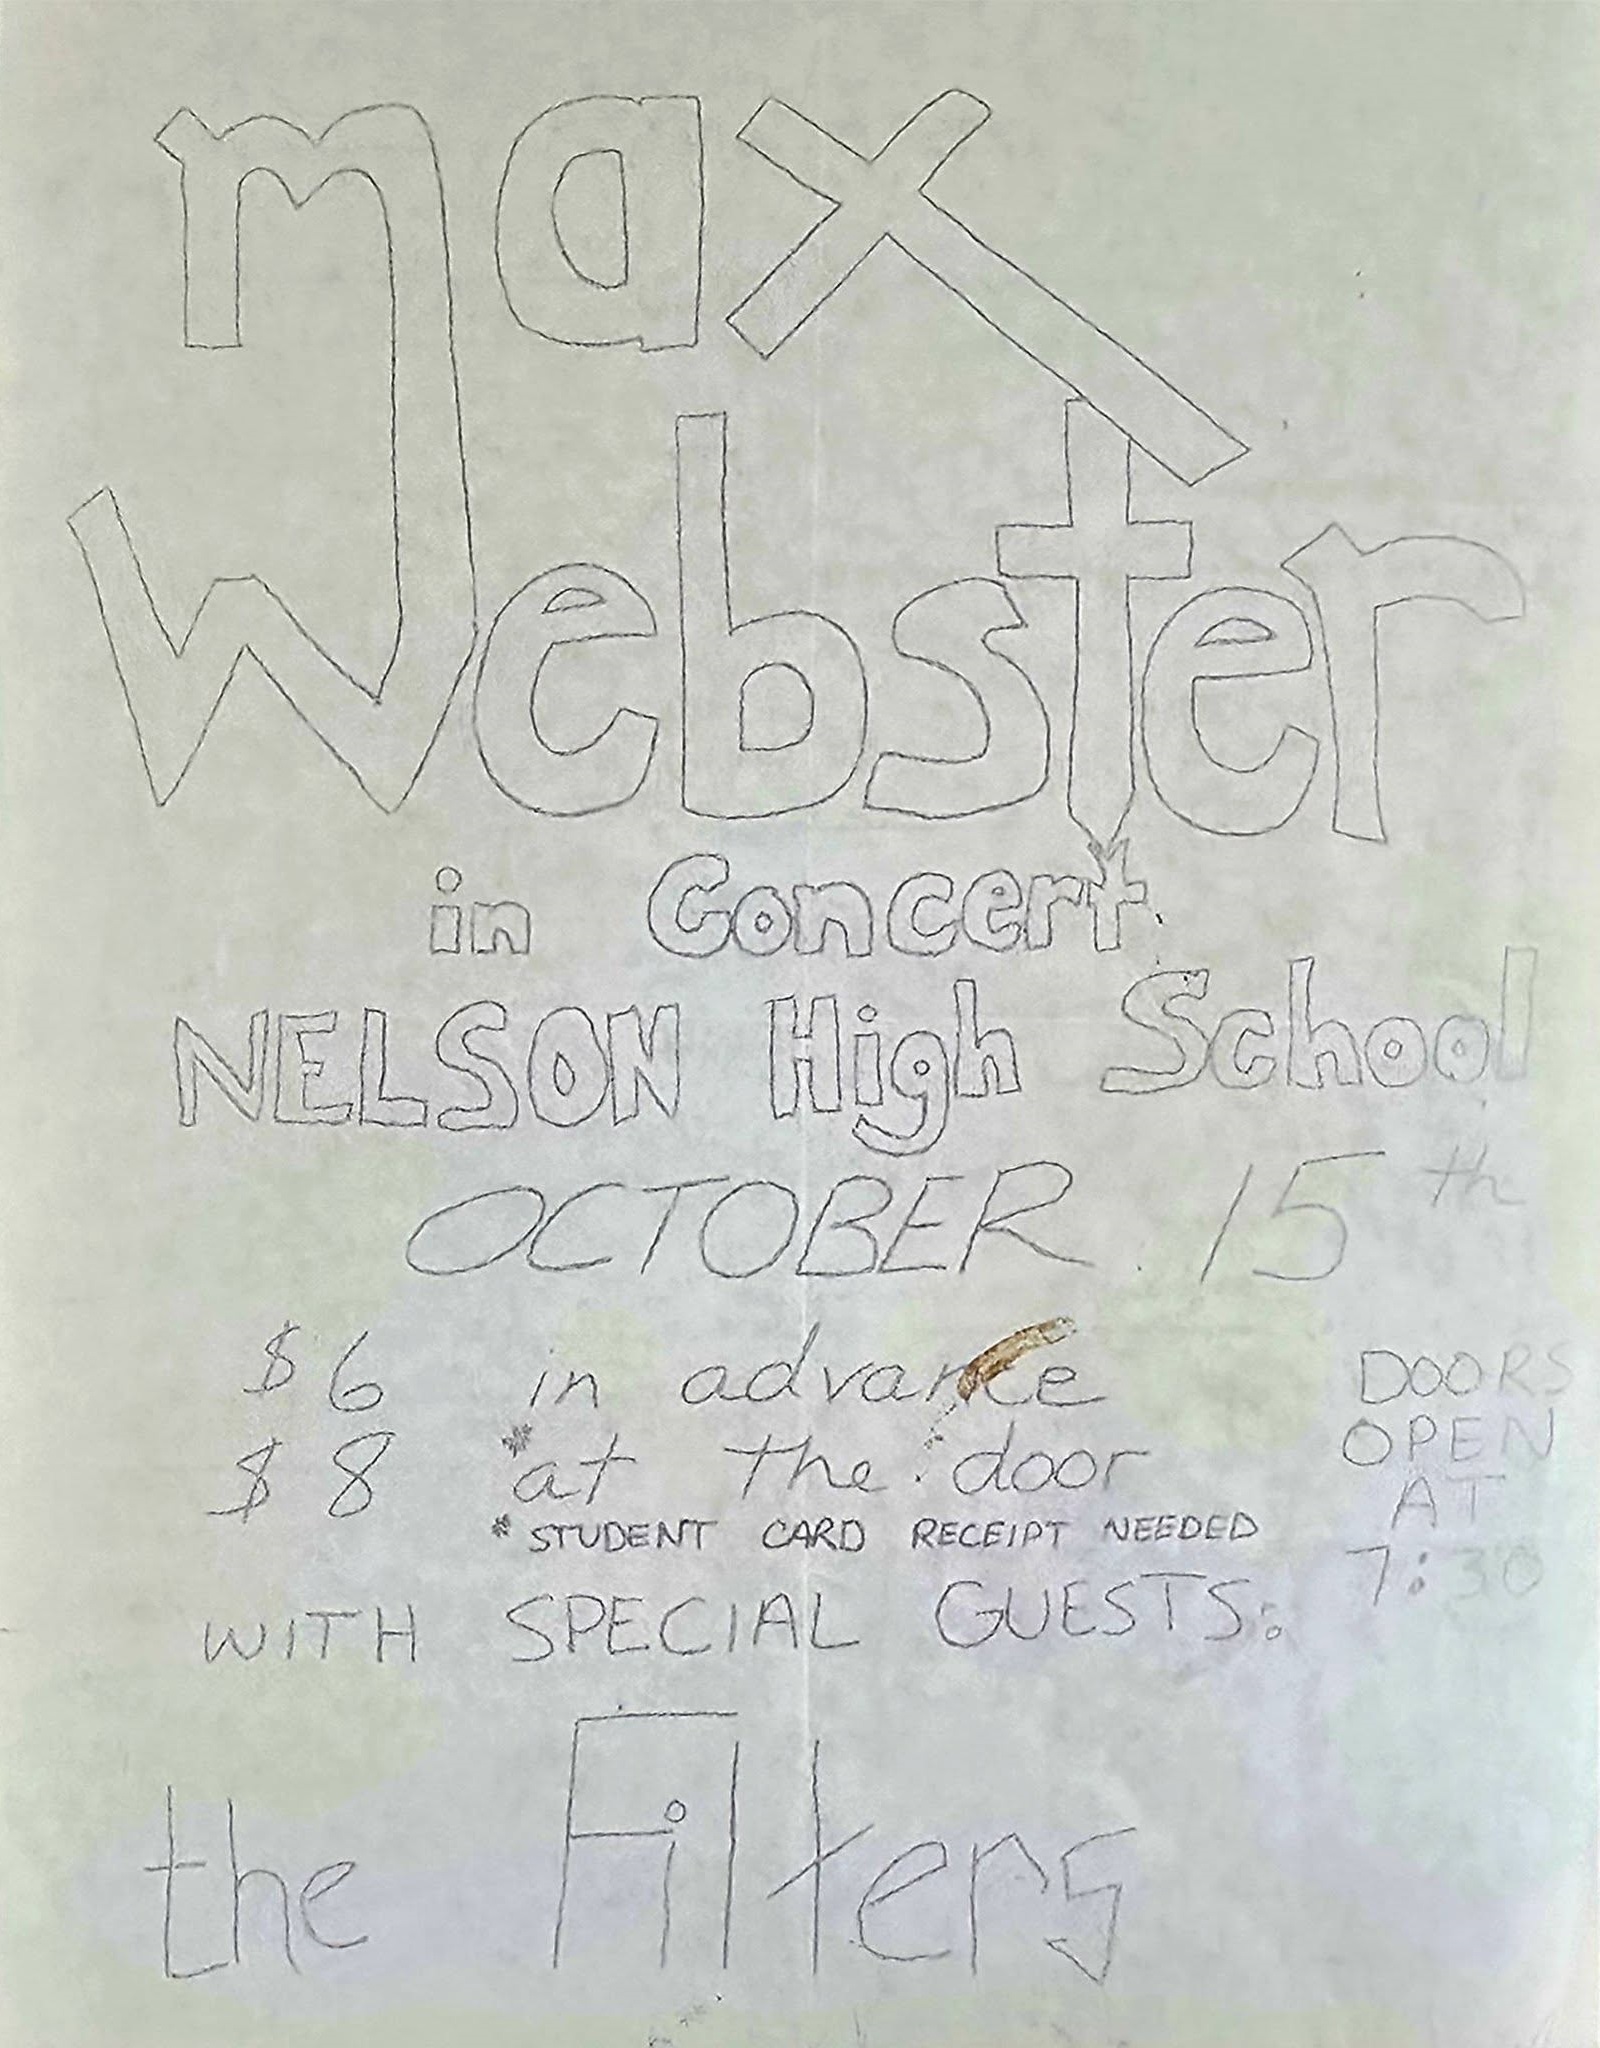 max
Webster
in Concert
NELSON High School
OCTOBER 15th
$6 in advance
$8 *at the door
* STUDENT CARD RECEIPT NEEDED
DOORS
OPEN
AT
7:30
WITH SPECIAL GUESTS:
the Filters